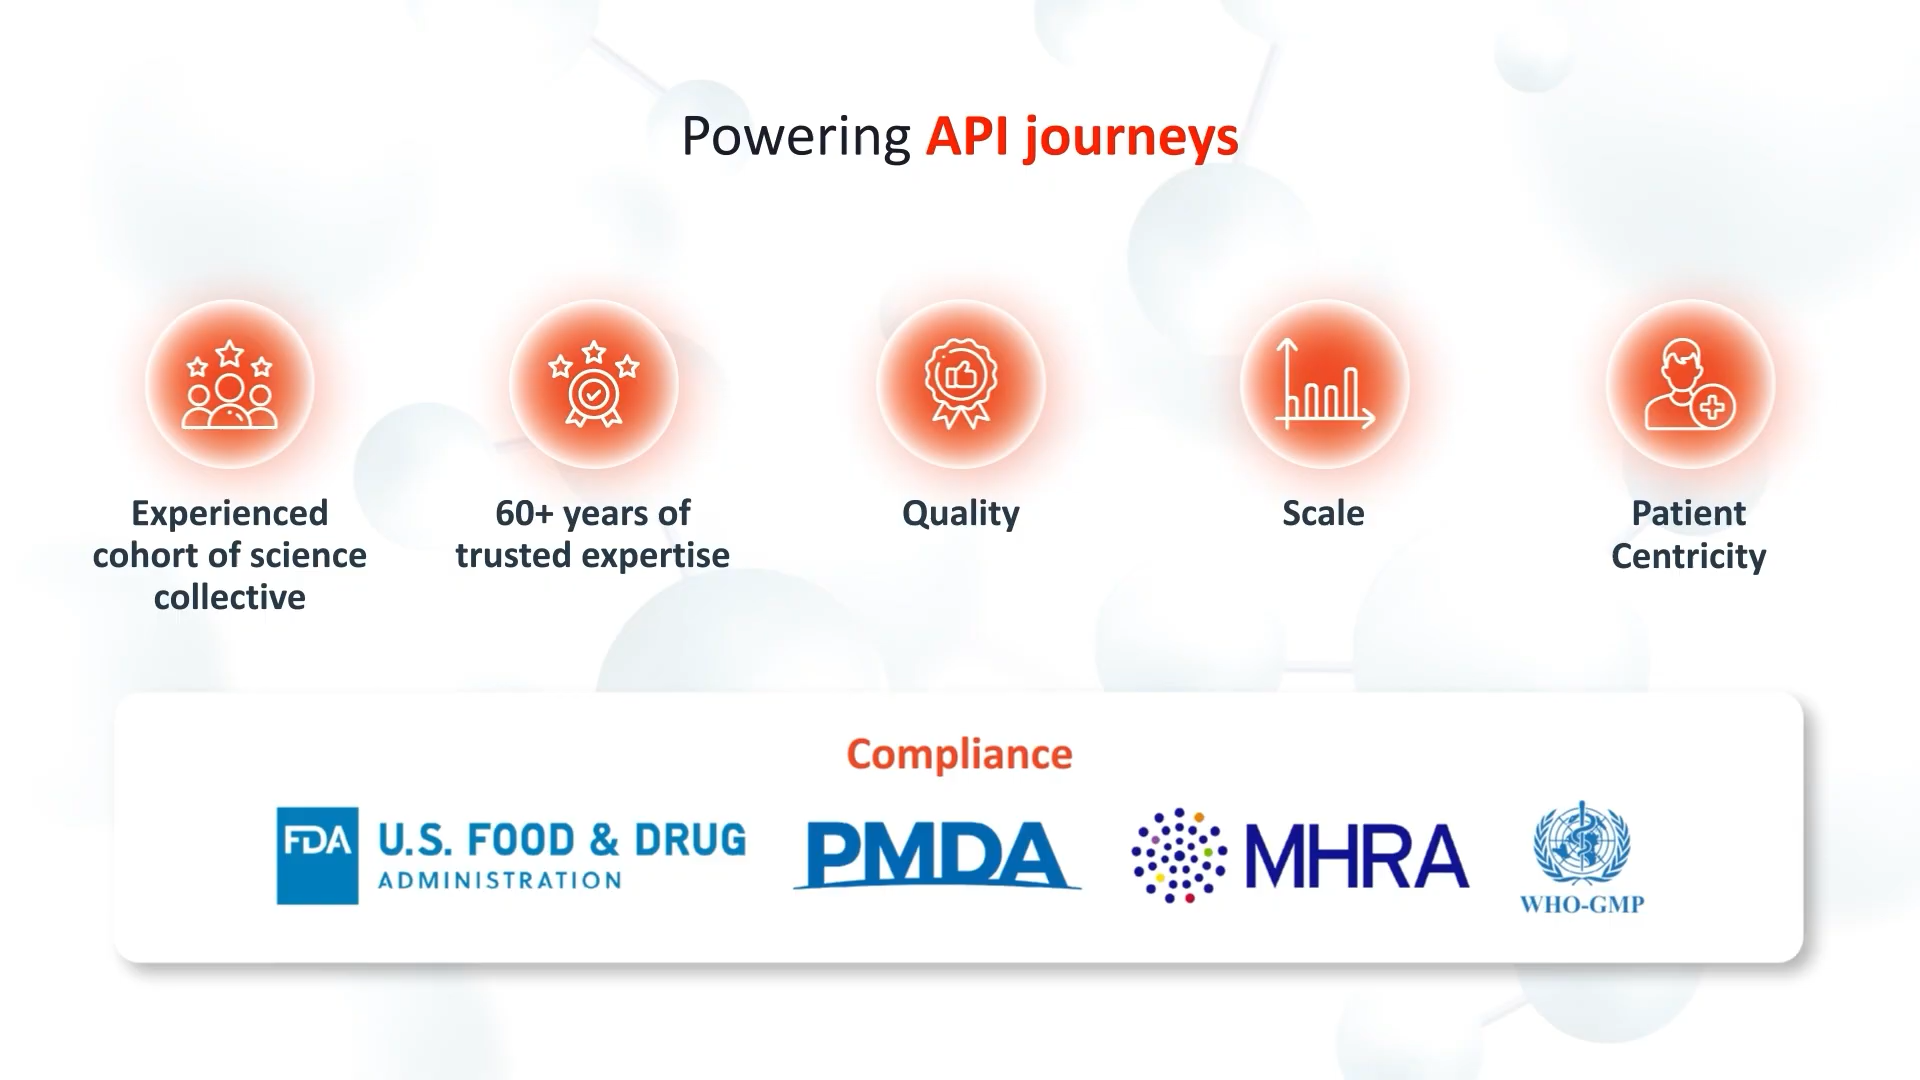 Powering API journeys
Experienced
cohort of science
collective
60+ years of
trusted expertise
Quality
Scale
Patient
Centricity
Compliance
FDA
U.S. FOOD & DRUG
ADMINISTRATION
PMDA
MHRA
WHO-GMP